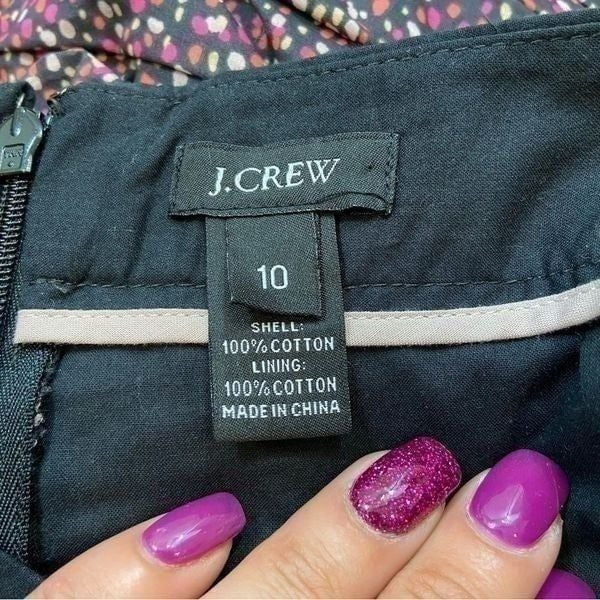 J.CREW
10
SHELL:
100% COTTON
LINING:
100% COTTON
MADE IN CHINA